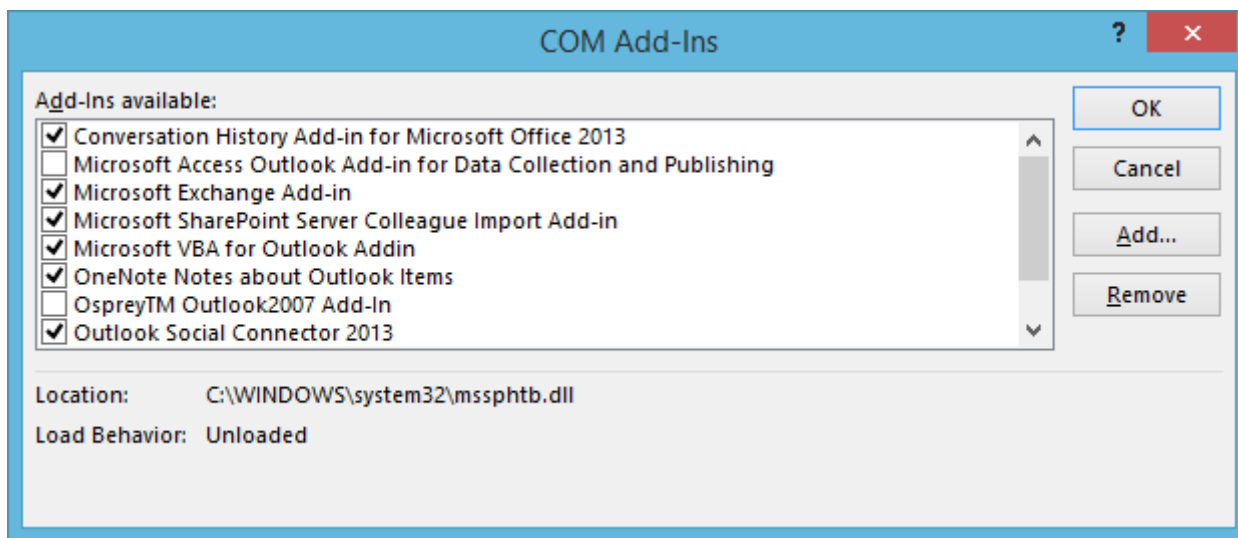 COM Add-Ins
?
Add-Ins available:
Conversation History Add-in for Microsoft Office 2013
Microsoft Access Outlook Add-in for Data Collection and Publishing
Microsoft Exchange Add-in
Microsoft SharePoint Server Colleague Import Add-in
Microsoft VBA for Outlook Addin
OneNote Notes about Outlook Items
OspreyTM Outlook2007 Add-In
Outlook Social Connector 2013
OK
Cancel
Add...
Remove
Location: C:\WINDOWS\system32\mssphtb.dll
Load Behavior: Unloaded